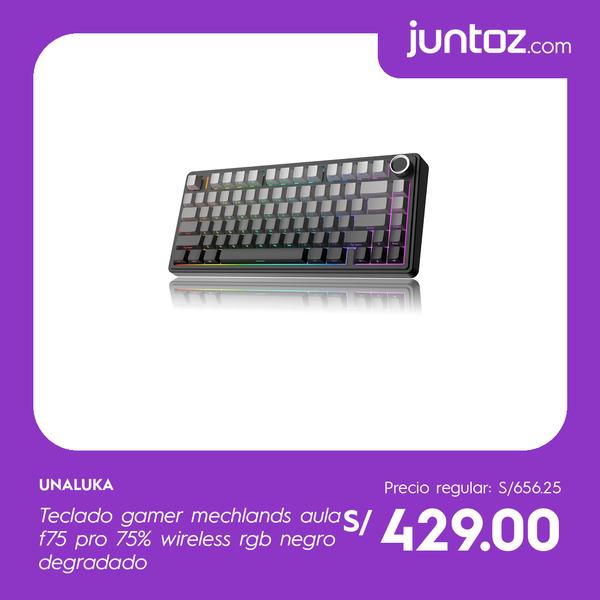 juntoz.com
UNALUKA
Teclado gamer mechlands aula
f75 pro 75% wireless rgb negro
degradado
Precio regular: S/656.25
S/ 429.00